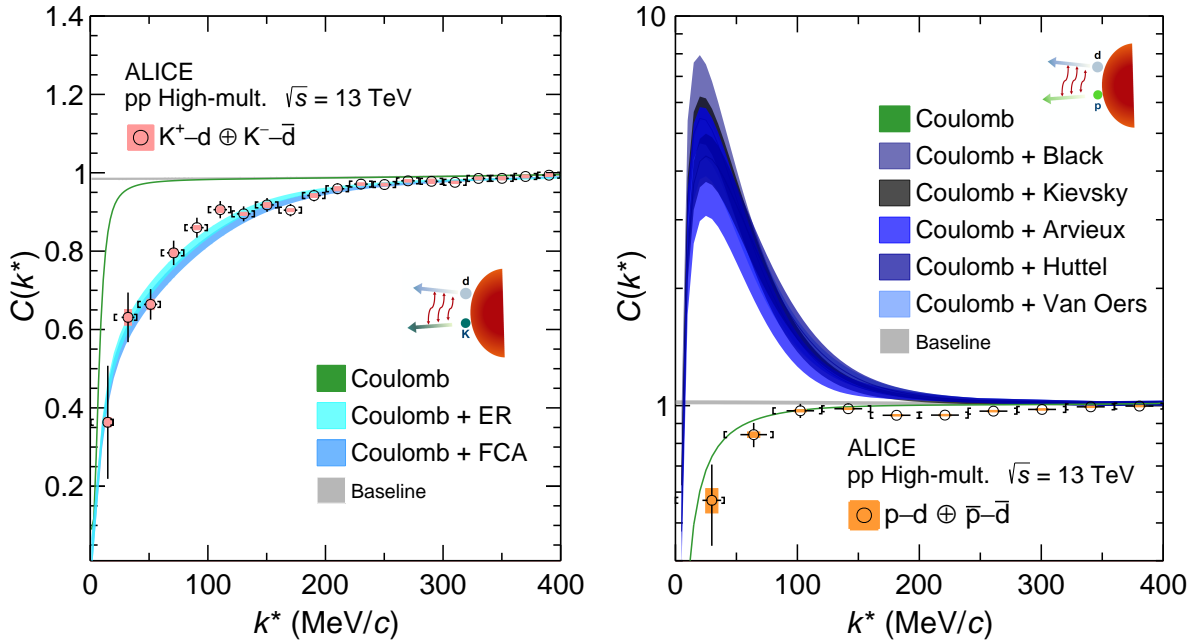 1.4
1.2
1
0.8
0.6
0.4
0.2
C(k*)
ALICE
pp High-mult. √s = 13 TeV
K⁺–d ⊕ K⁻–d̅
d
K
Coulomb
Coulomb + ER
Coulomb + FCA
Baseline
0 100 200 300 400
k* (MeV/c)
10
1
C(k*)
d
p
Coulomb
Coulomb + Black
Coulomb + Kievsky
Coulomb + Arvieux
Coulomb + Huttel
Coulomb + Van Oers
Baseline
ALICE
pp High-mult. √s = 13 TeV
p–d ⊕ p̅–d̅
0 100 200 300 400
k* (MeV/c)